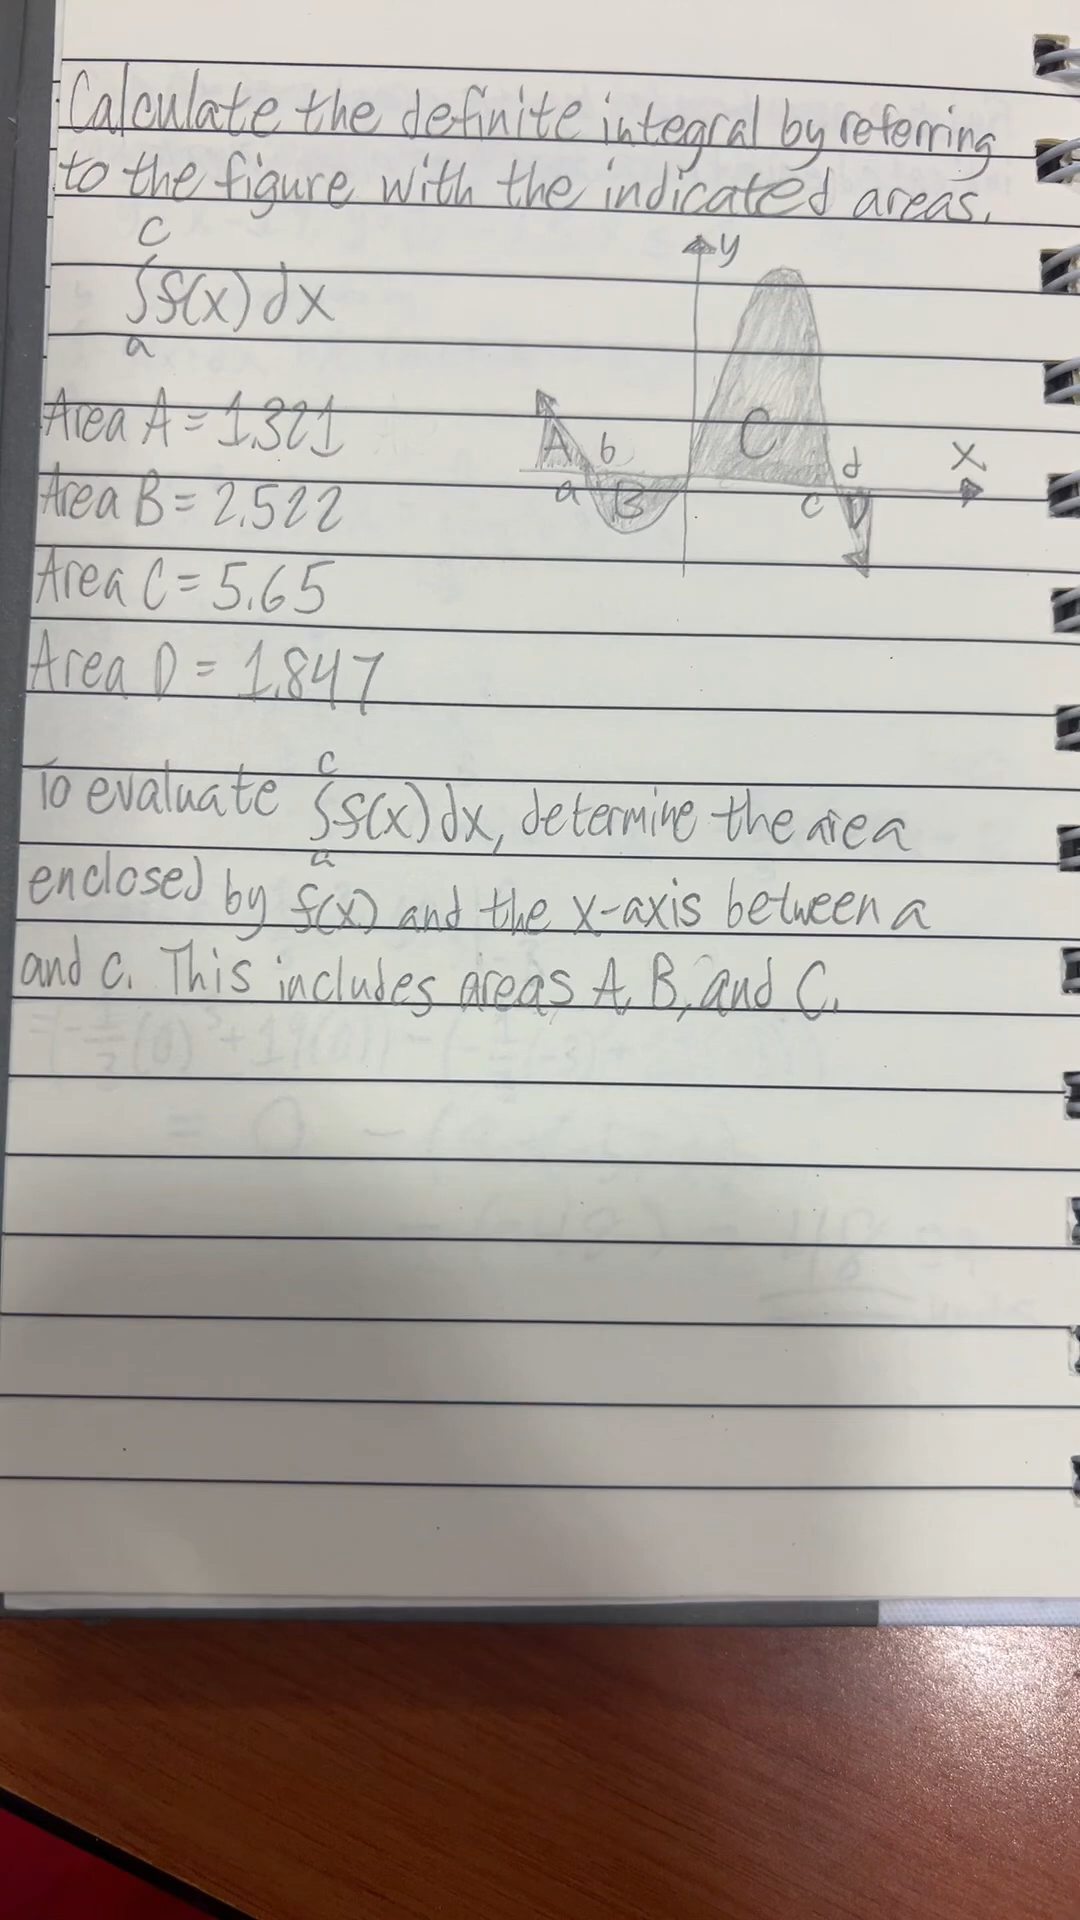 Calculate the definite integral by referring
to the figure with the indicated areas.
c
∫f(x)dx
a
Area A = 1.321
Area B = 2.522
Area C = 5.65
Area D = 1.847
y
A
b
a
B
C
x
d
c
D
To evaluate ∫f(x)dx, determine the area
c
a
enclosed by f(x) and the x-axis between a
and c. This includes areas A, B, and C.